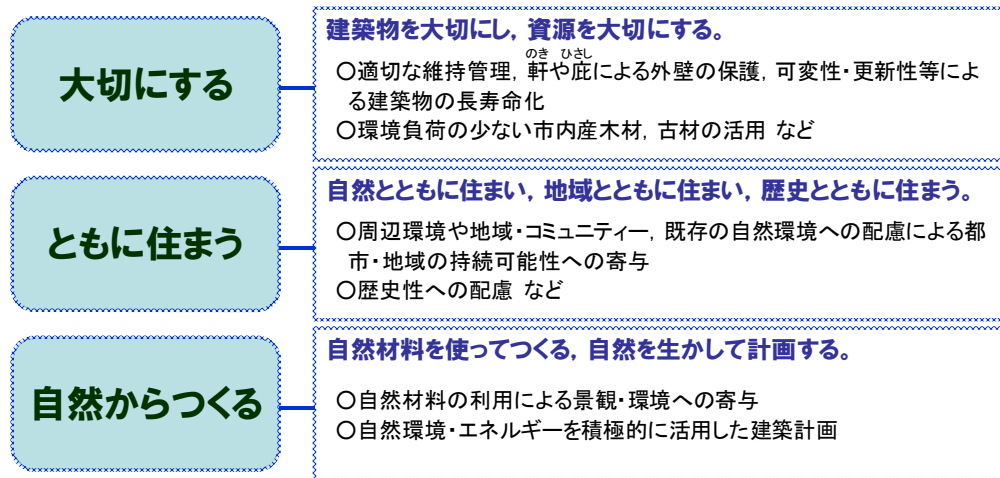 大切にする
建築物を大切にし，資源を大切にする。
のき ひさし
○適切な維持管理，軒や庇による外壁の保護，可変性・更新性等によ
る建築物の長寿命化
○環境負荷の少ない市内産木材，古材の活用 など
ともに住まう
自然とともに住まい，地域とともに住まい，歴史とともに住まう。
○周辺環境や地域・コミュニティー，既存の自然環境への配慮による都
市・地域の持続可能性への寄与
○歴史性への配慮 など
自然からつくる
自然材料を使ってつくる，自然を生かして計画する。
○自然材料の利用による景観・環境への寄与
○自然環境・エネルギーを積極的に活用した建築計画